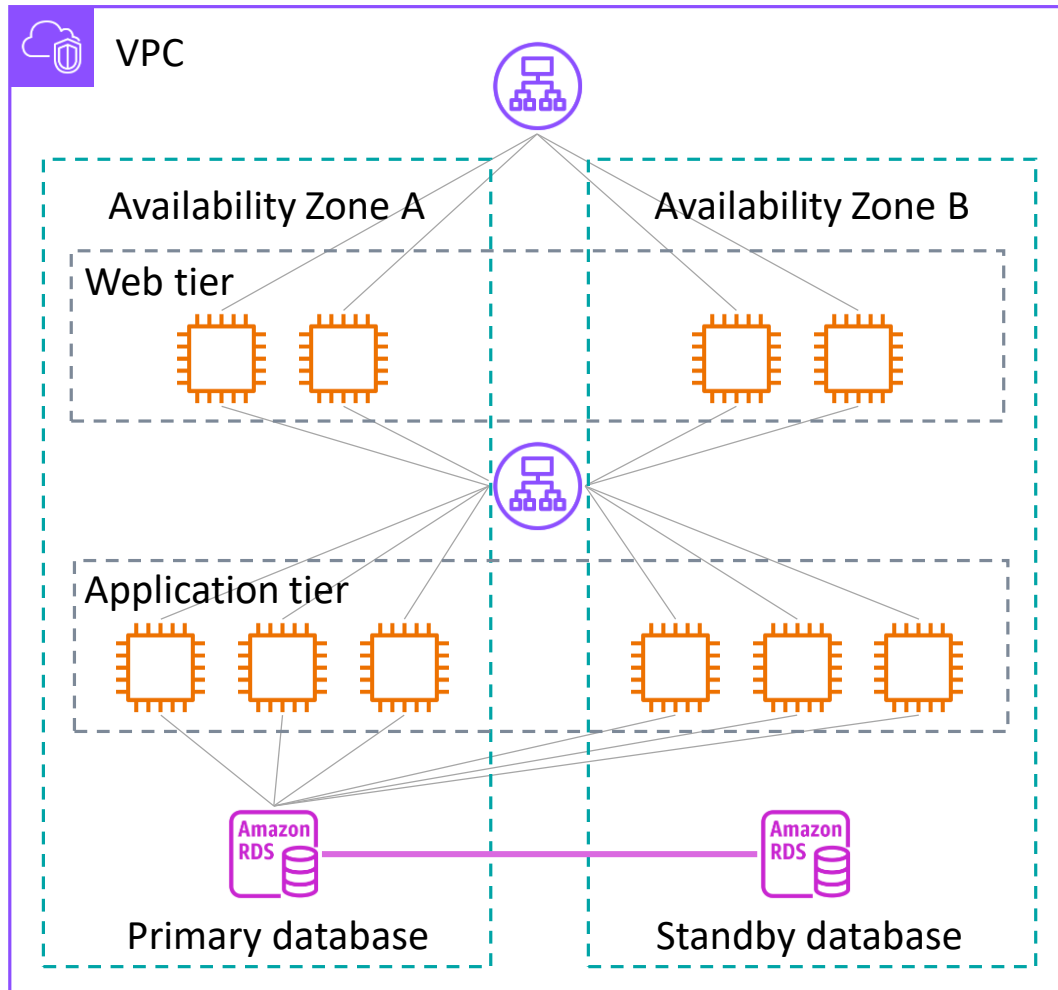 VPC
Availability Zone A
Availability Zone B
Web tier
Application tier
Amazon
RDS
Amazon
RDS
Primary database
Standby database